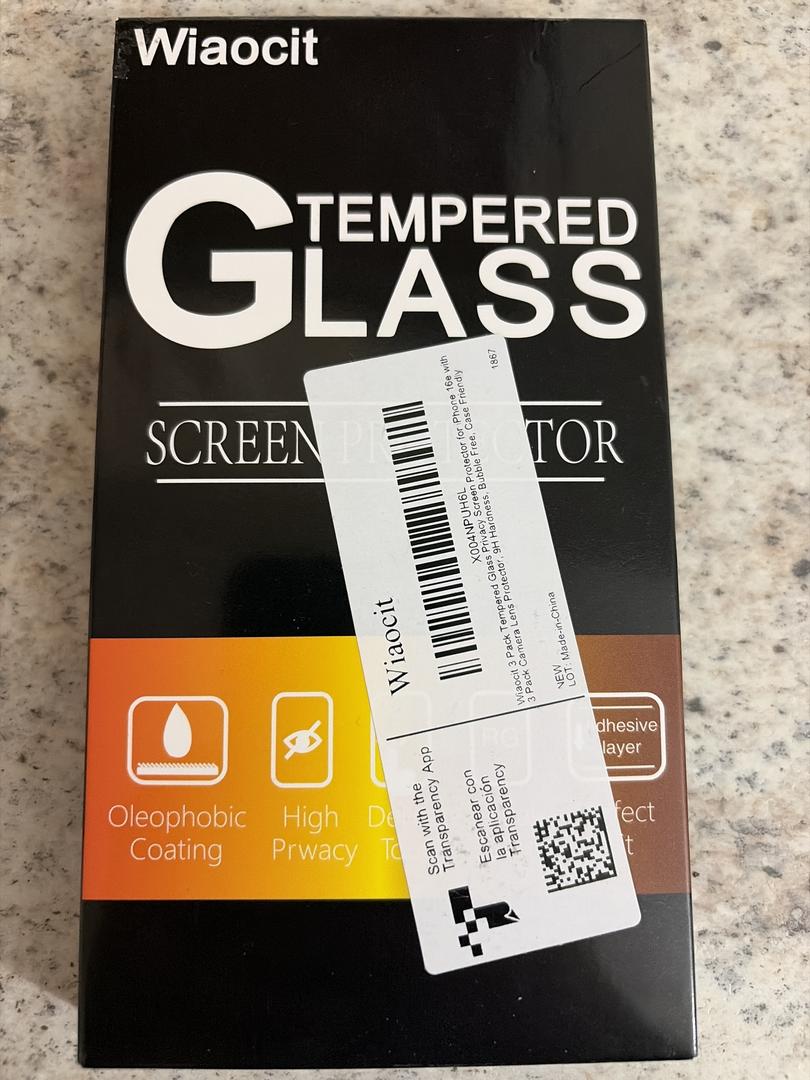 Wiaocit
TEMPERED
GLASS
SCREEN PROTECTOR
Wiaocit
X004NPUH6L
Wiaocit 3 Pack Tempered Glass Privacy Screen Protector for iPhone 16e with
3 Pack Camera Lens Protector, 9H Hardness, Bubble Free, Case Friendly
NEW
LOT: Made-in-China
1867
Scan with the
Transparency App
Escanear con
la aplicación
Transparency
Oleophobic
Coating
High
Prwacy
dhesive
layer